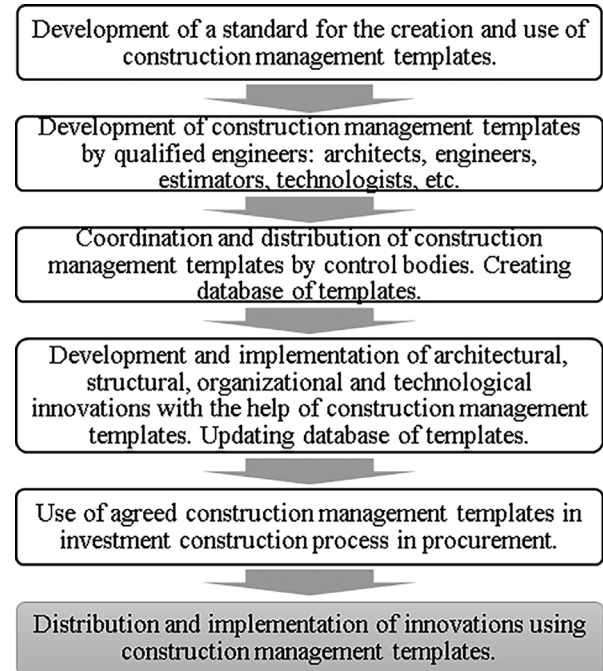 Development of a standard for the creation and use of
construction management templates.
Development of construction management templates
by qualified engineers: architects, engineers,
estimators, technologists, etc.
Coordination and distribution of construction
management templates by control bodies. Creating
database of templates.
Development and implementation of architectural,
structural, organizational and technological
innovations with the help of construction management
templates. Updating database of templates.
Use of agreed construction management templates in
investment construction process in procurement.
Distribution and implementation of innovations using
construction management templates.